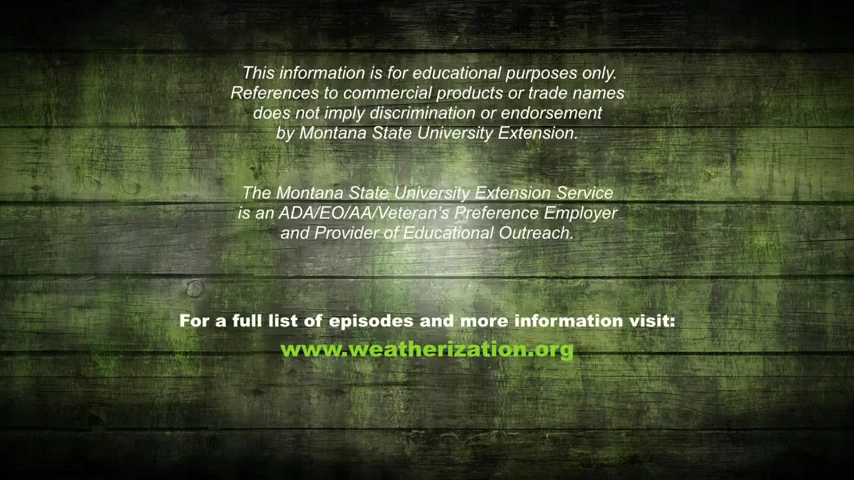 This information is for educational purposes only.
References to commercial products or trade names
does not imply discrimination or endorsement
by Montana State University Extension.
The Montana State University Extension Service
is an ADA/EO/AA/Veteran's Preference Employer
and Provider of Educational Outreach.
For a full list of episodes and more information visit:
www.weatherization.org